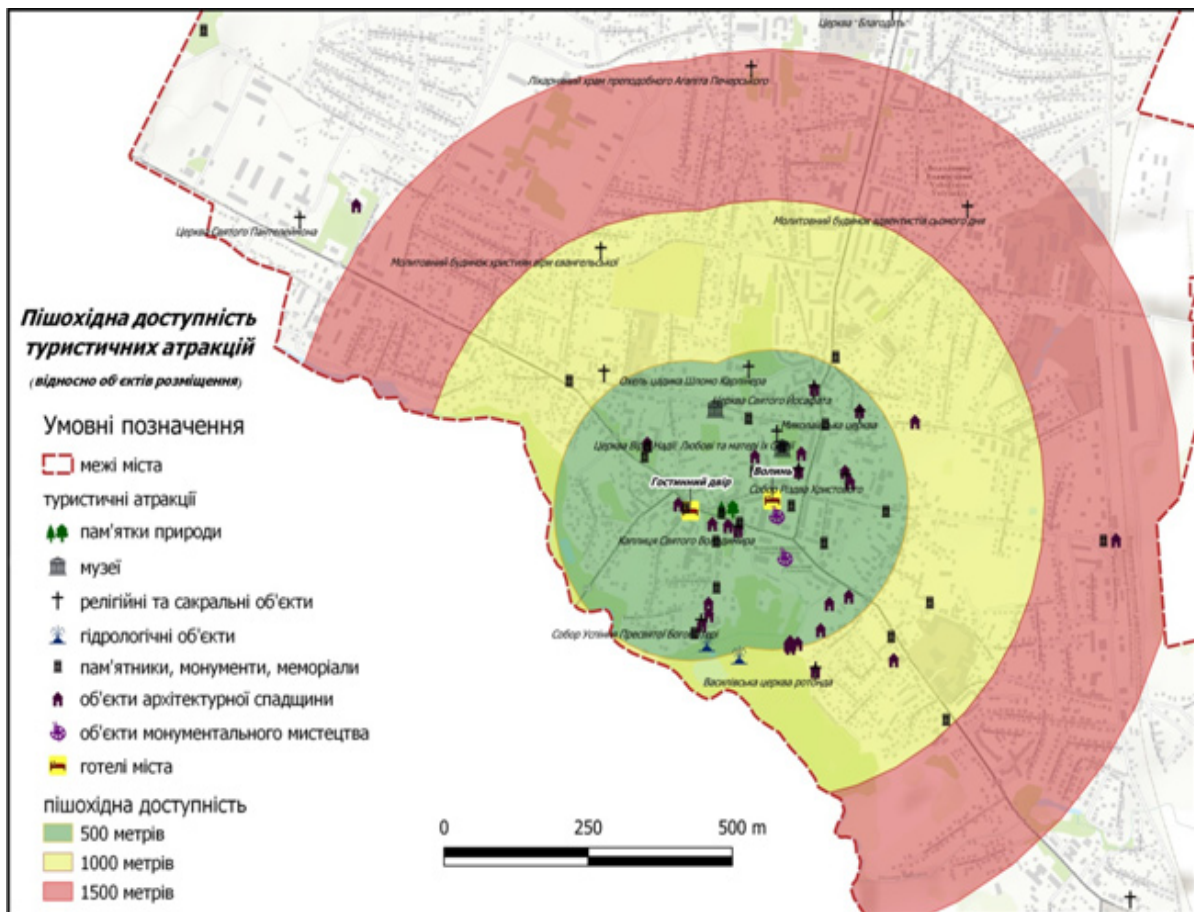 Церква "Благодать"
Лікарняний храм преподобного Агапіта Печерського
Молитовний будинок адвентистів сьомого дня
Церква Святого Пантелеймона
Молитовний будинок християн віри євангельської
Пішохідна доступність
туристичних атракцій
(відносно об'єктів розміщення)
Охель цадика Шломо Карлінера
Церква Святого Йосафата
Миколаївська церква
Церква Віри, Надії, Любові та матері їх Софії
Волинь
Гостинний двір
Собор Різдва Христового
Каплиця Святого Володимира
Собор Успіння Пресвятої Богоматері
Василівська церква ротонда
Умовні позначення
межі міста
туристичні атракції
пам'ятки природи
музеї
релігійні та сакральні об'єкти
гідрологічні об'єкти
пам'ятники, монументи, меморіали
об'єкти архітектурної спадщини
об'єкти монументального мистецтва
готелі міста
пішохідна доступність
500 метрів
1000 метрів
1500 метрів
0 250 500 m